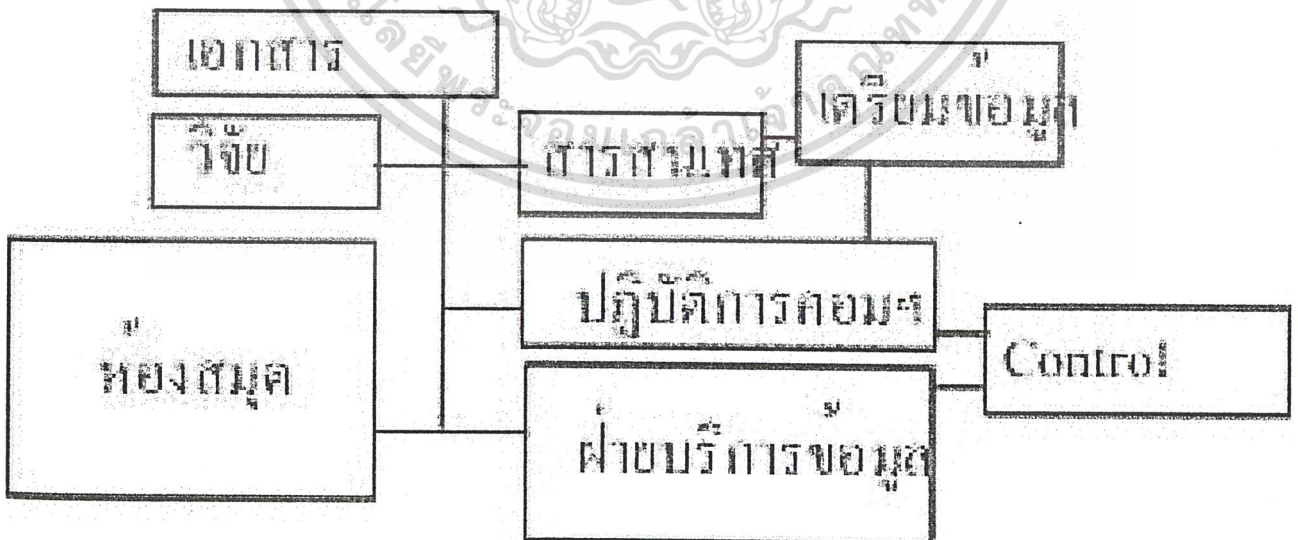 เอกสาร
เตรียมข้อมูล
วิจัย
สารสนเทศ
ปฏิบัติการคอมฯ
ห้องสมุด
Control
ฝ่ายบริการข้อมูล